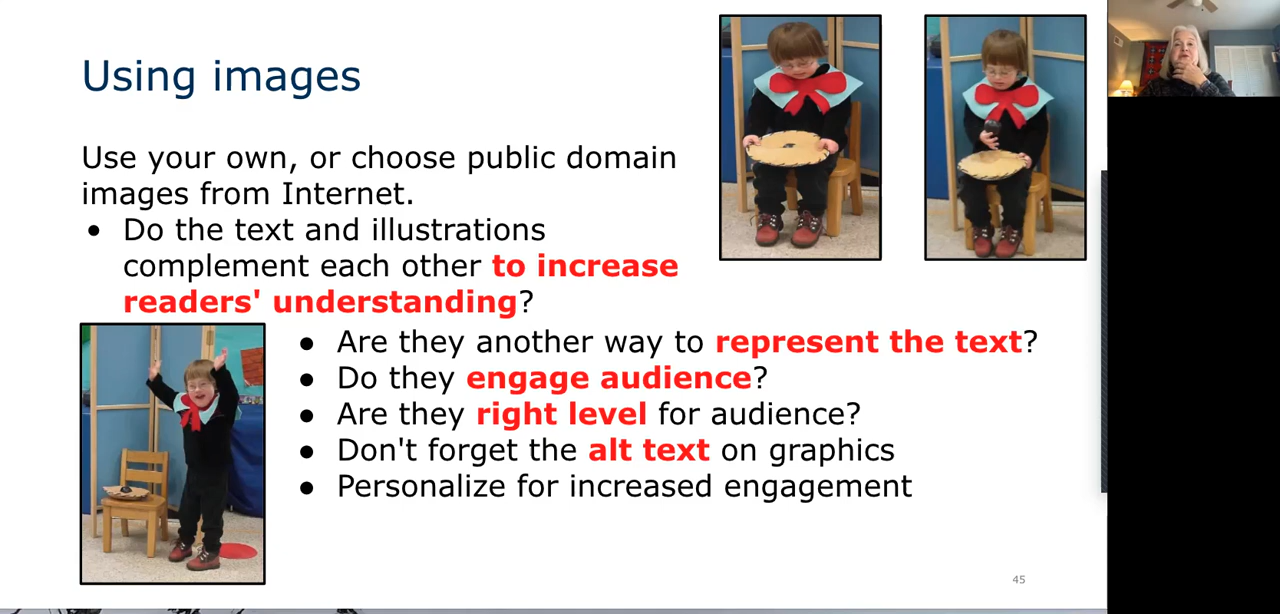 Using images
Use your own, or choose public domain
images from Internet.
• Do the text and illustrations
complement each other to increase
readers' understanding?
• Are they another way to represent the text?
• Do they engage audience?
• Are they right level for audience?
• Don't forget the alt text on graphics
• Personalize for increased engagement
45